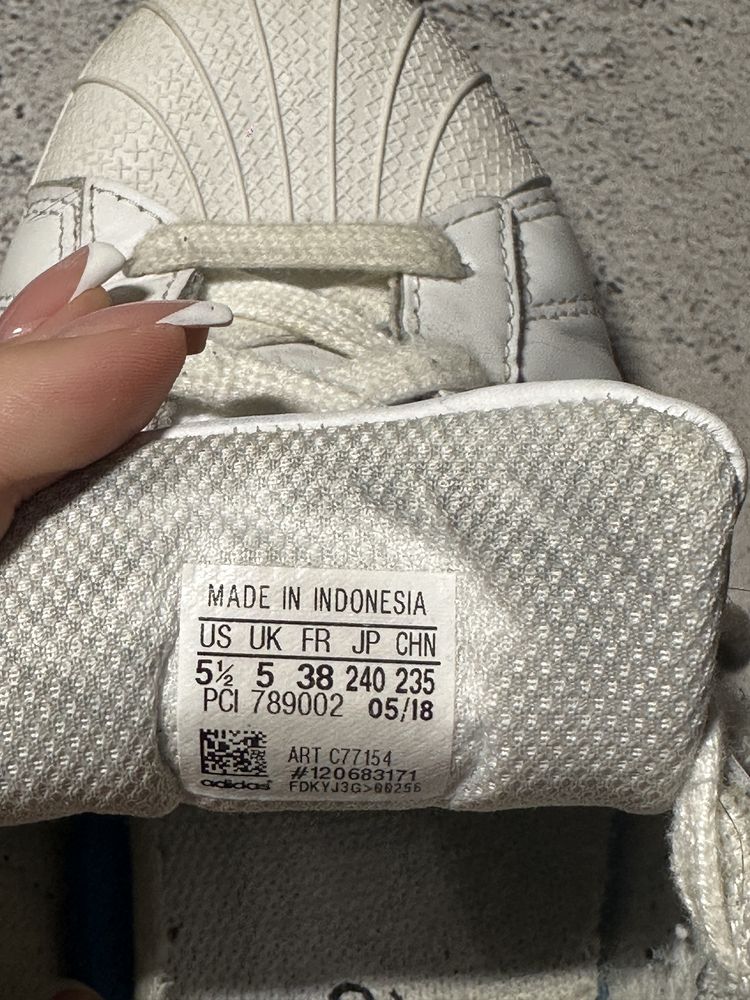 MADE IN INDONESIA
US UK FR JP CHN
5½ 5 38 240 235
PCI 789002 05/18
ART C77154
#120683171
adidas FDKYJ3G>00256